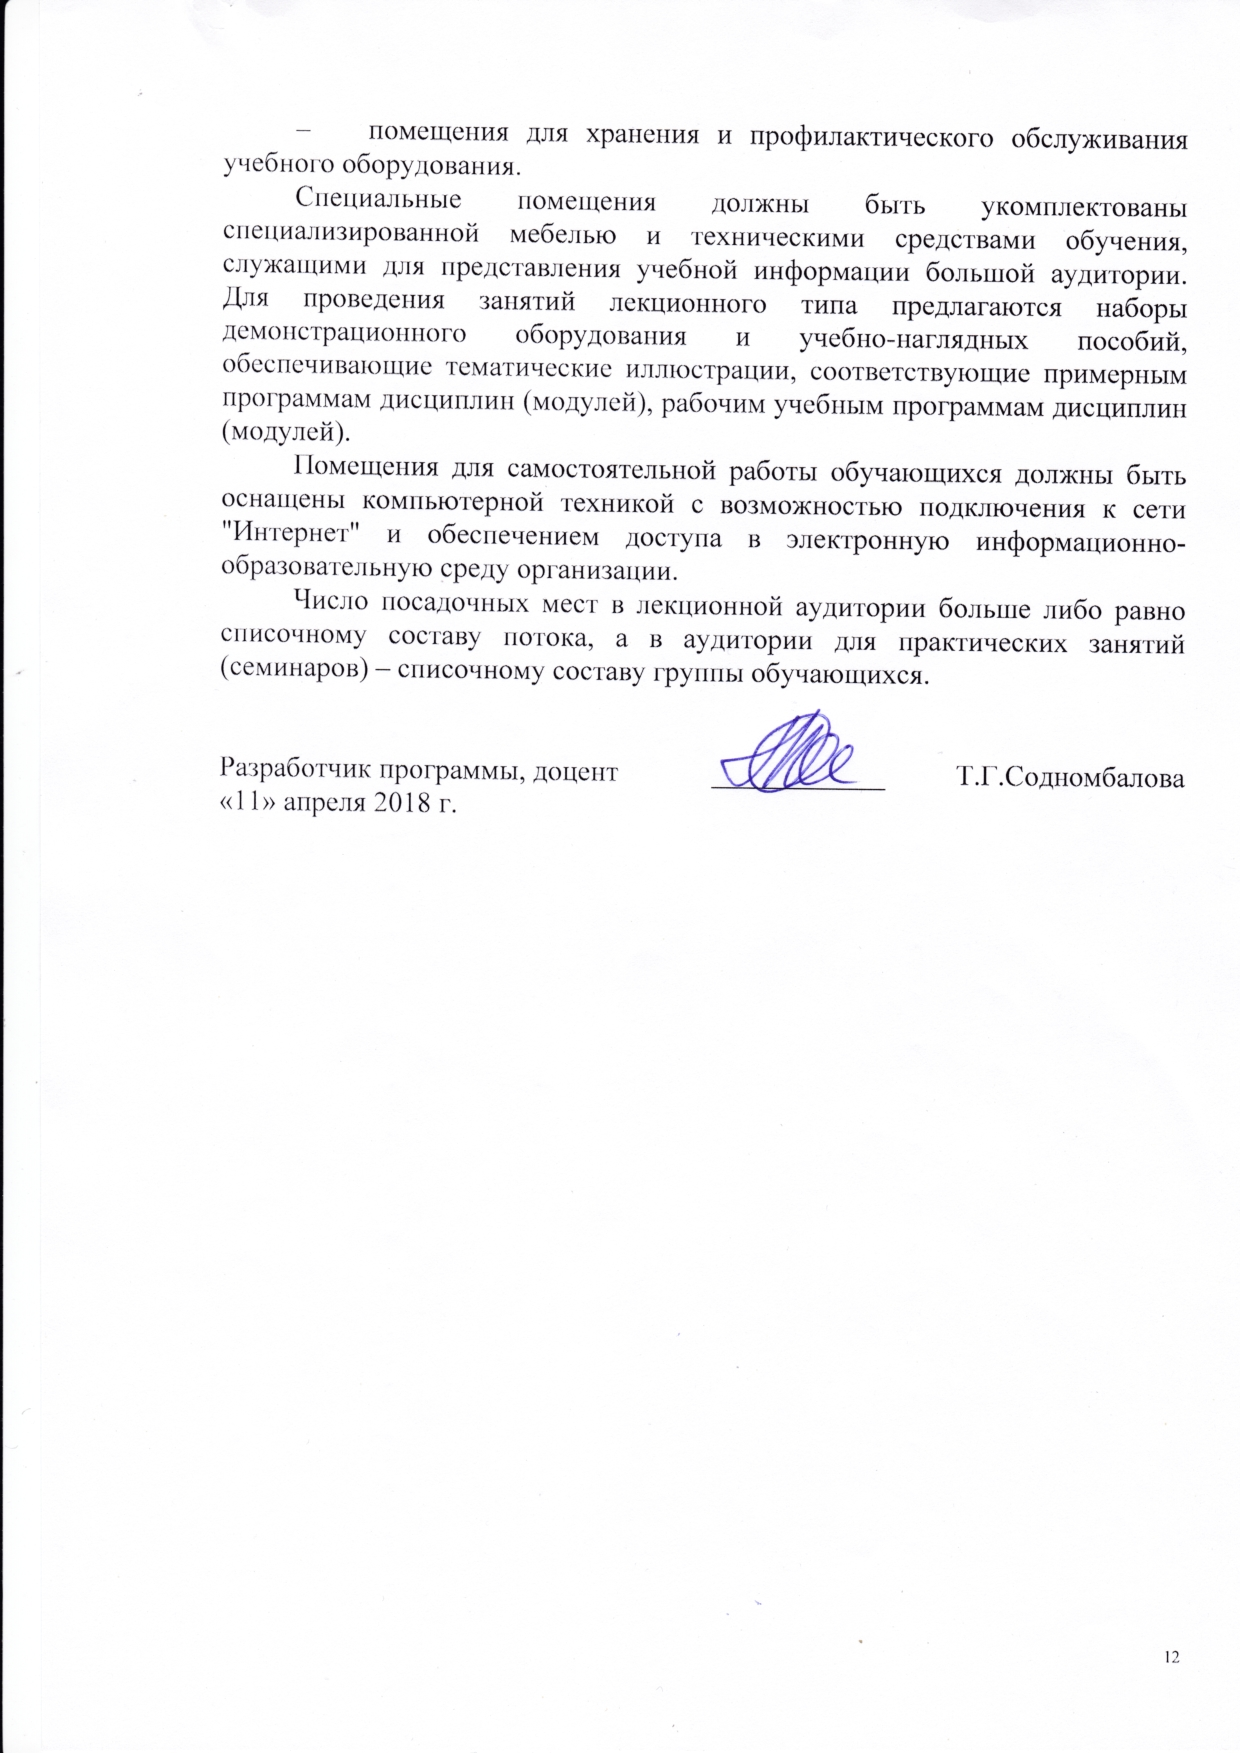 – помещения для хранения и профилактического обслуживания
учебного оборудования.
Специальные помещения должны быть укомплектованы
специализированной мебелью и техническими средствами обучения,
служащими для представления учебной информации большой аудитории.
Для проведения занятий лекционного типа предлагаются наборы
демонстрационного оборудования и учебно-наглядных пособий,
обеспечивающие тематические иллюстрации, соответствующие примерным
программам дисциплин (модулей), рабочим учебным программам дисциплин
(модулей).
Помещения для самостоятельной работы обучающихся должны быть
оснащены компьютерной техникой с возможностью подключения к сети
"Интернет" и обеспечением доступа в электронную информационно-
образовательную среду организации.
Число посадочных мест в лекционной аудитории больше либо равно
списочному составу потока, а в аудитории для практических занятий
(семинаров) – списочному составу группы обучающихся.
Разработчик программы, доцент Т.Г.Содномбалова
«11» апреля 2018 г.
12